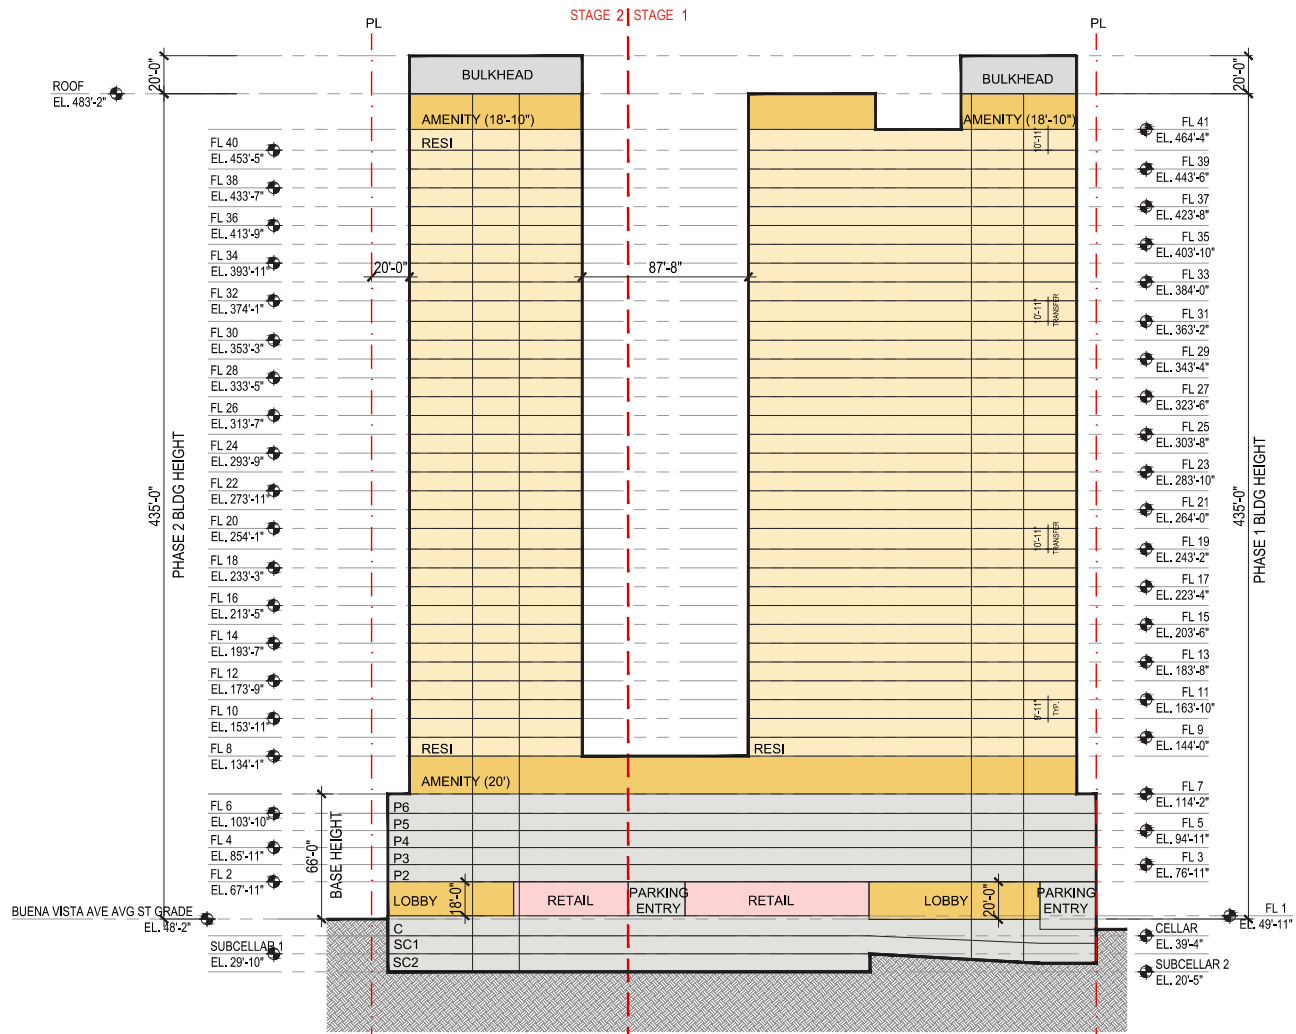 STAGE 2 STAGE 1
PL
PL
20'-0"
20'-0"
ROOF
EL. 483'-2"
BULKHEAD
BULKHEAD
AMENITY (18'-10")
AMENITY (18'-10")
RESI
10'-11"
FL 40
EL. 453'-5"
FL 38
EL. 433'-7"
FL 36
EL. 413'-9"
FL 34
EL. 393'-11"
FL 32
EL. 374'-1"
FL 30
EL. 353'-3"
FL 28
EL. 333'-5"
FL 26
EL. 313'-7"
FL 24
EL. 293'-9"
FL 22
EL. 273'-11"
FL 20
EL. 254'-1"
FL 18
EL. 233'-3"
FL 16
EL. 213'-5"
FL 14
EL. 193'-7"
FL 12
EL. 173'-9"
FL 10
EL. 153'-11"
FL 8
EL. 134'-1"
FL 6
EL. 103'-10"
FL 4
EL. 85'-11"
FL 2
EL. 67'-11"
BUENA VISTA AVE AVG ST GRADE
EL. 48'-2"
SUBCELLAR 1
EL. 29'-10"
435'-0"
PHASE 2 BLDG HEIGHT
66'-0"
BASE HEIGHT
20'-0"
87'-8"
10'-11"
TRANSFER
10'-11"
TRANSFER
9'-11"
TYP.
RESI
RESI
AMENITY (20')
P6
P5
P4
P3
P2
LOBBY
18'-0"
RETAIL
PARKING
ENTRY
RETAIL
LOBBY
20'-0"
PARKING
ENTRY
C
SC1
SC2
FL 41
EL. 464'-4"
FL 39
EL. 443'-6"
FL 37
EL. 423'-8"
FL 35
EL. 403'-10"
FL 33
EL. 384'-0"
FL 31
EL. 363'-2"
FL 29
EL. 343'-4"
FL 27
EL. 323'-6"
FL 25
EL. 303'-8"
FL 23
EL. 283'-10"
FL 21
EL. 264'-0"
FL 19
EL. 243'-2"
FL 17
EL. 223'-4"
FL 15
EL. 203'-6"
FL 13
EL. 183'-8"
FL 11
EL. 163'-10"
FL 9
EL. 144'-0"
FL 7
EL. 114'-2"
FL 5
EL. 94'-11"
FL 3
EL. 76'-11"
FL 1
EL. 49'-11"
CELLAR
EL. 39'-4"
SUBCELLAR 2
EL. 20'-5"
435'-0"
PHASE 1 BLDG HEIGHT